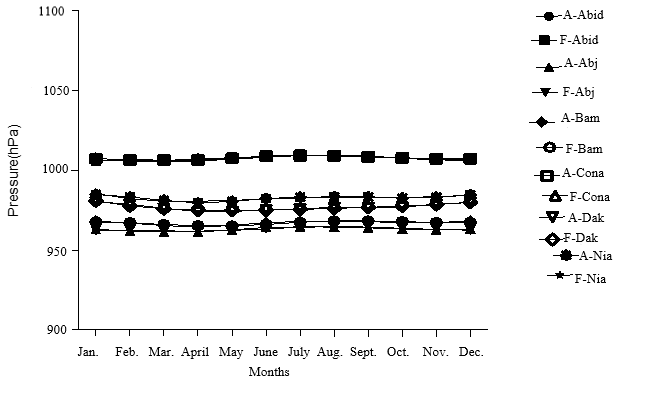 1100
1050
1000
950
900
Pressure(hPa)
Jan. Feb. Mar. April May June July Aug. Sept. Oct. Nov. Dec.
Months
A-Abid
F-Abid
A-Abj
F-Abj
A-Bam
F-Bam
A-Cona
F-Cona
A-Dak
F-Dak
A-Nia
F-Nia